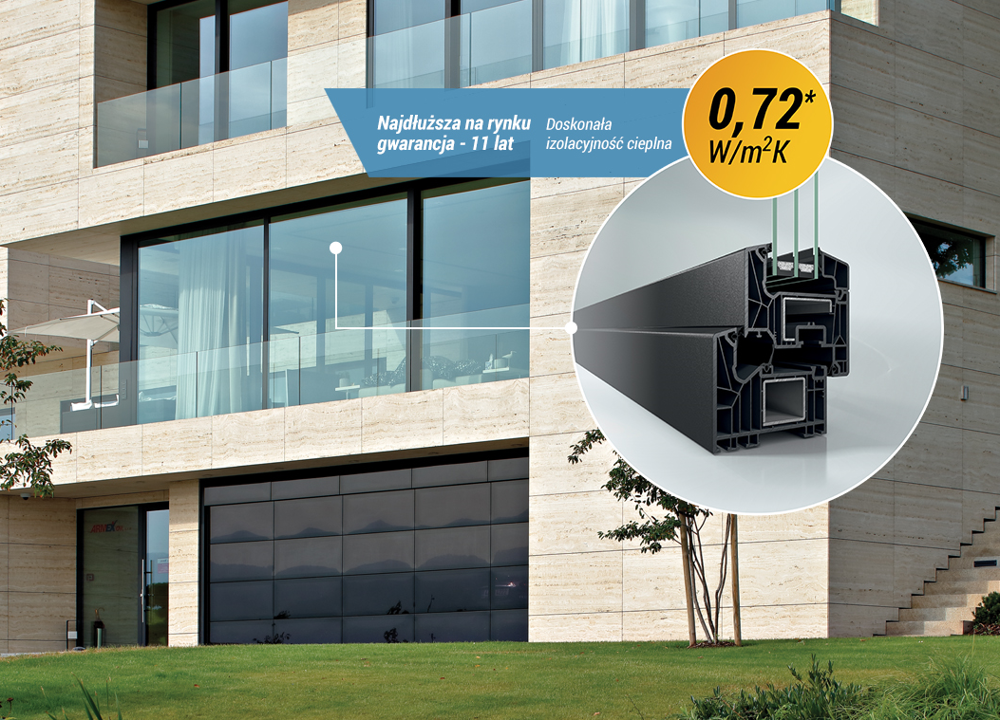 Najdłuższa na rynku
gwarancja - 11 lat
Doskonała
izolacyjność cieplna
0,72*
W/m²K